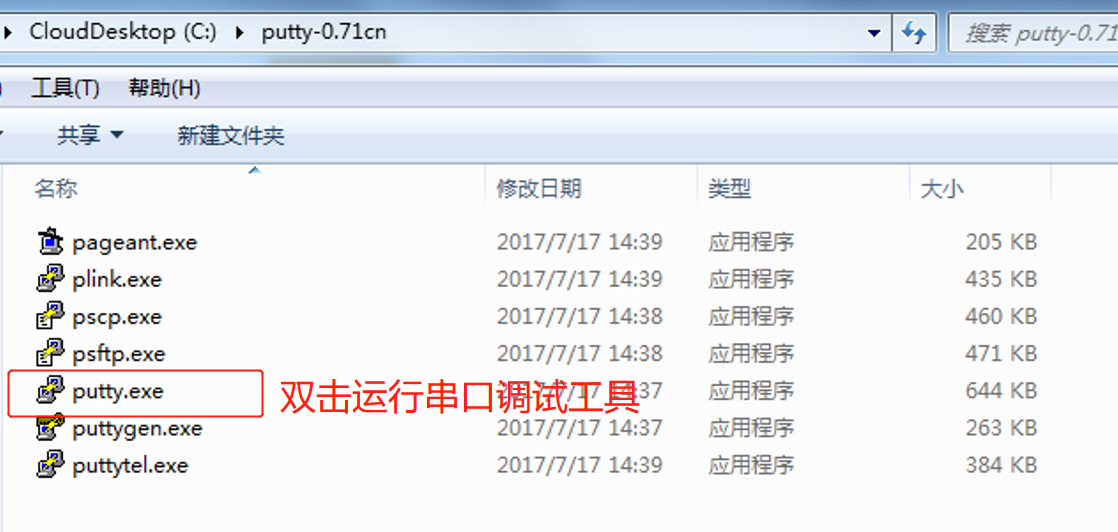 CloudDesktop (C:) putty-0.71cn 搜索 putty-0.71
工具(T) 帮助(H)
共享 新建文件夹
名称 修改日期 类型 大小
pageant.exe 2017/7/17 14:39 应用程序 205 KB
plink.exe 2017/7/17 14:39 应用程序 435 KB
pscp.exe 2017/7/17 14:38 应用程序 460 KB
psftp.exe 2017/7/17 14:38 应用程序 471 KB
putty.exe 双击运行串口调试工具 2017/7/17 14:37 应用程序 644 KB
puttygen.exe 2017/7/17 14:37 应用程序 263 KB
puttytel.exe 2017/7/17 14:39 应用程序 384 KB